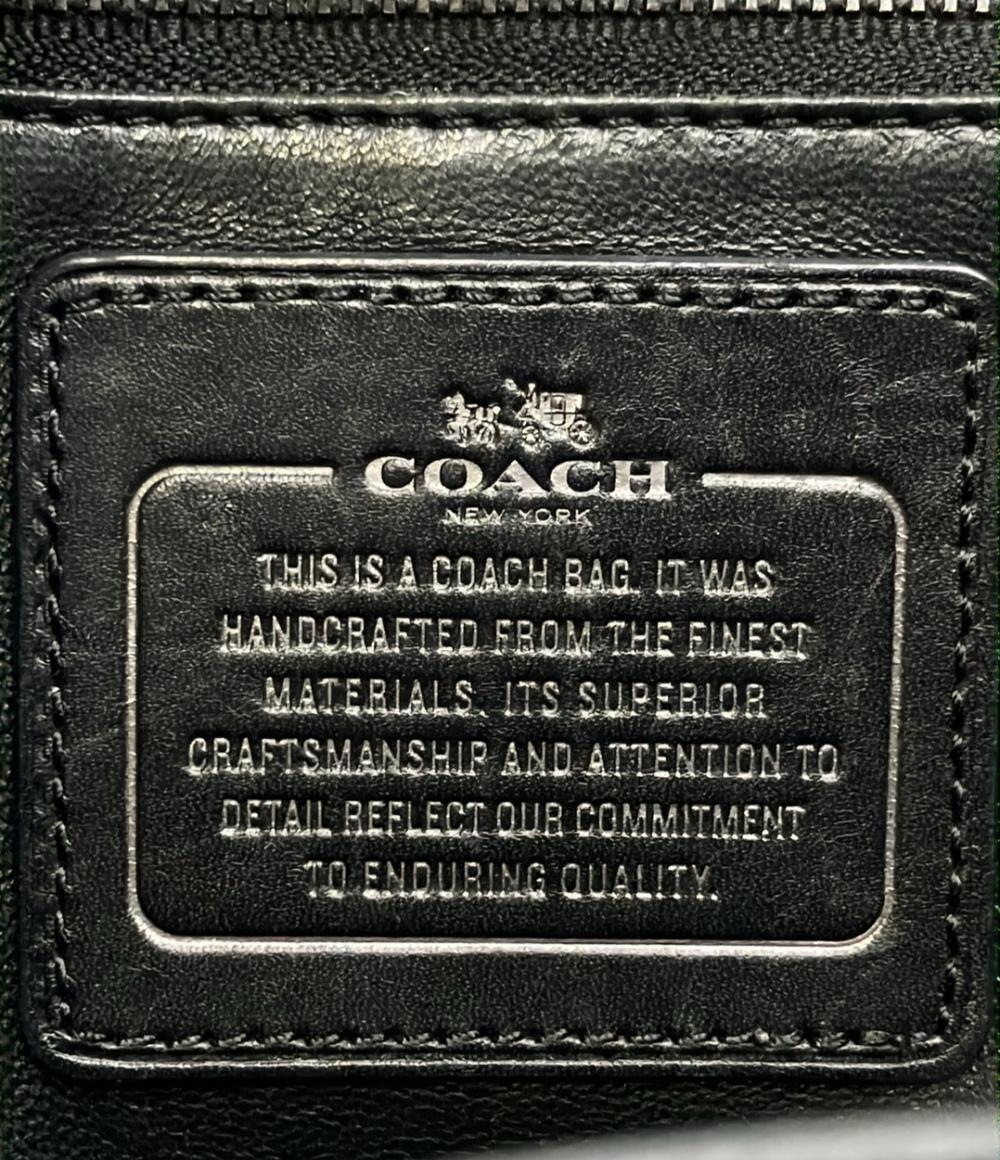 COACH
NEW YORK
THIS IS A COACH BAG. IT WAS
HANDCRAFTED FROM THE FINEST
MATERIALS. ITS SUPERIOR
CRAFTSMANSHIP AND ATTENTION TO
DETAIL REFLECT OUR COMMITMENT
TO ENDURING QUALITY.